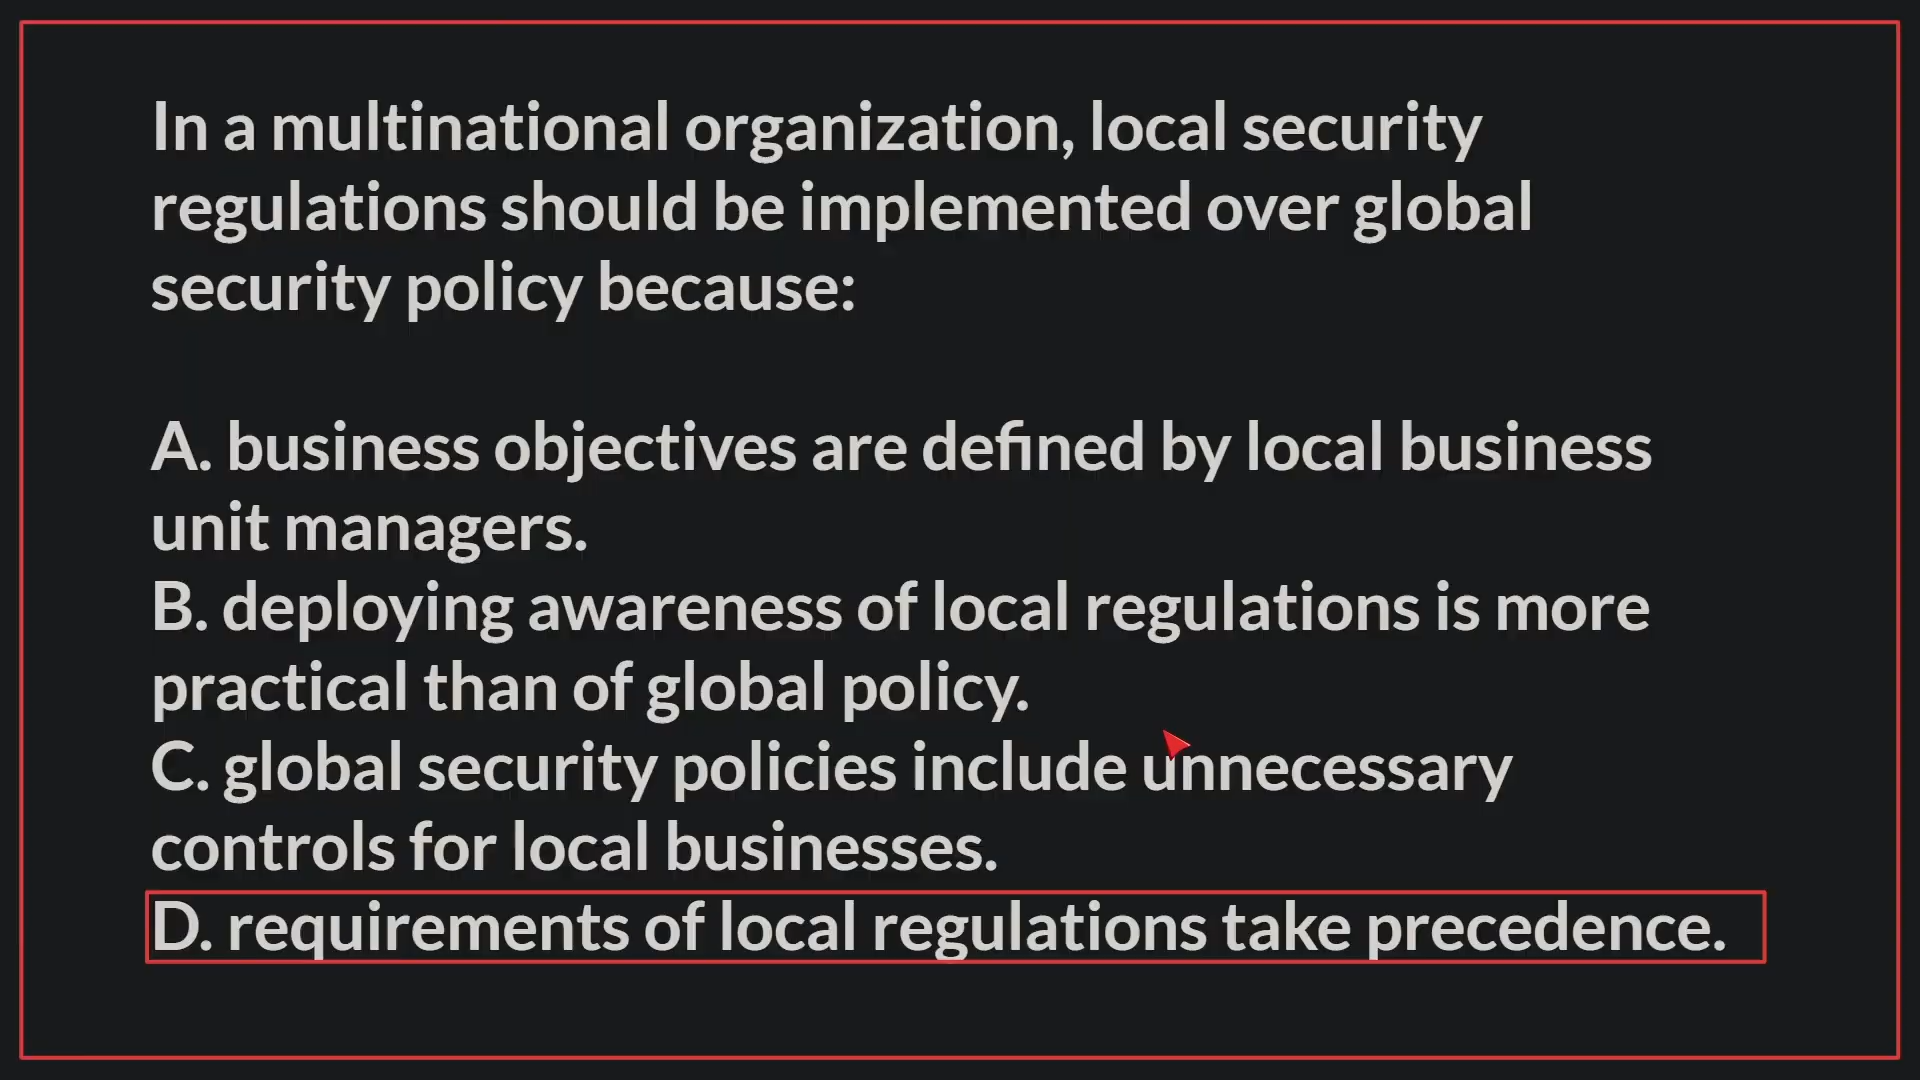 In a multinational organization, local security
regulations should be implemented over global
security policy because:
A. business objectives are defined by local business
unit managers.
B. deploying awareness of local regulations is more
practical than of global policy.
C. global security policies include unnecessary
controls for local businesses.
D. requirements of local regulations take precedence.